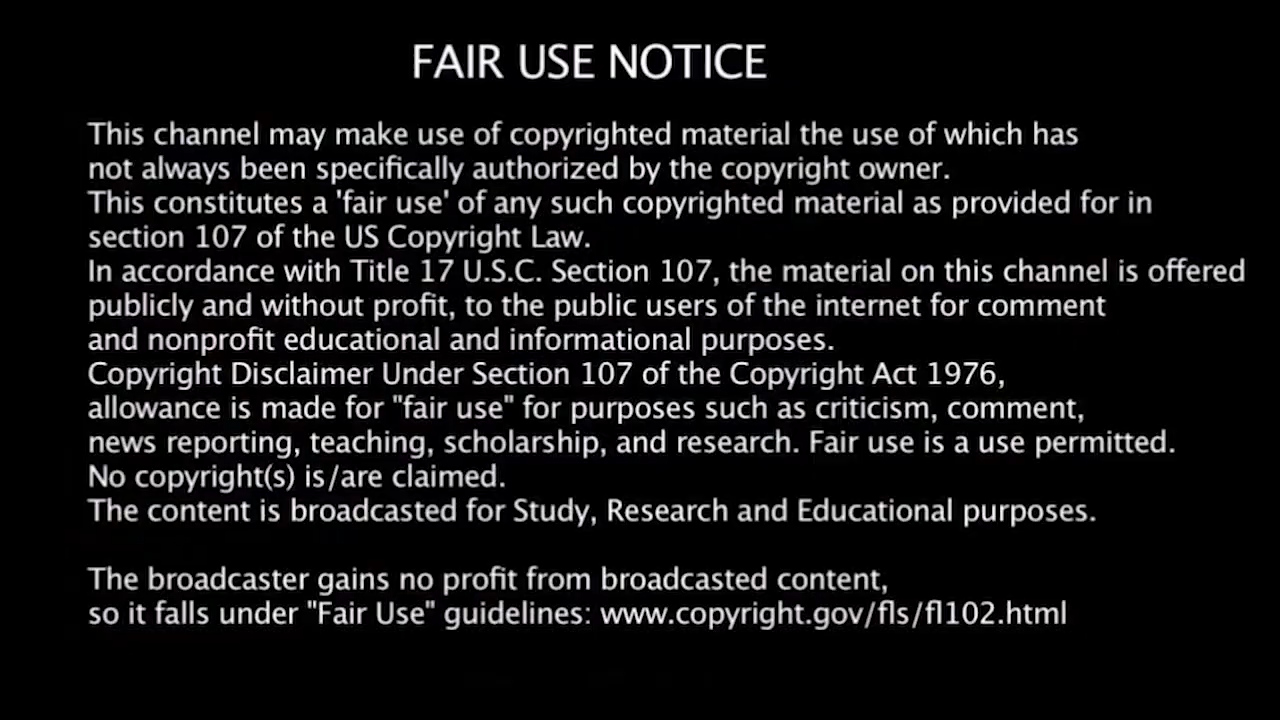 FAIR USE NOTICE
This channel may make use of copyrighted material the use of which has
not always been specifically authorized by the copyright owner.
This constitutes a 'fair use' of any such copyrighted material as provided for in
section 107 of the US Copyright Law.
In accordance with Title 17 U.S.C. Section 107, the material on this channel is offered
publicly and without profit, to the public users of the internet for comment
and nonprofit educational and informational purposes.
Copyright Disclaimer Under Section 107 of the Copyright Act 1976,
allowance is made for "fair use" for purposes such as criticism, comment,
news reporting, teaching, scholarship, and research. Fair use is a use permitted.
No copyright(s) is/are claimed.
The content is broadcasted for Study, Research and Educational purposes.
The broadcaster gains no profit from broadcasted content,
so it falls under "Fair Use" guidelines: www.copyright.gov/fls/fl102.html